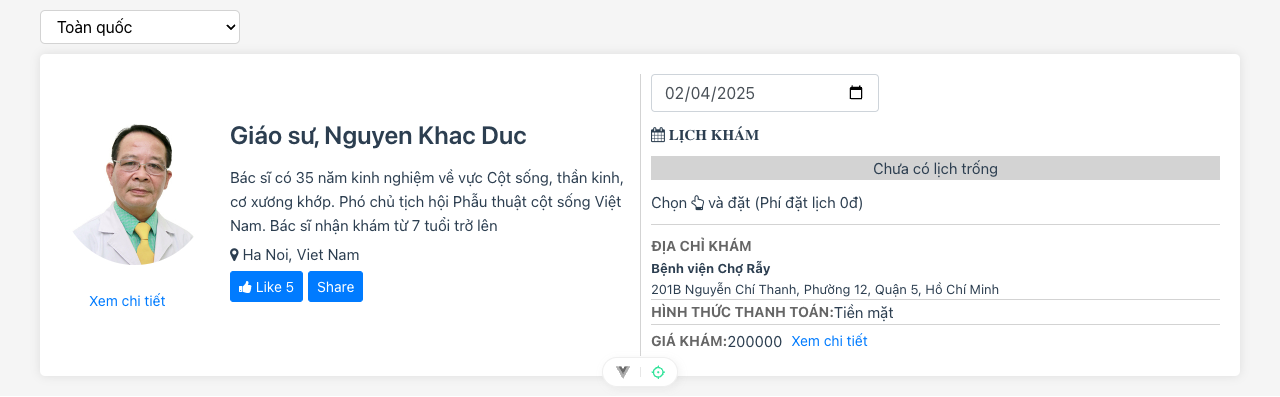 Toàn quốc
Giáo sư, Nguyen Khac Duc
Bác sĩ có 35 năm kinh nghiệm về vực Cột sống, thần kinh,
cơ xương khớp. Phó chủ tịch hội Phẫu thuật cột sống Việt
Nam. Bác sĩ nhận khám từ 7 tuổi trở lên
Ha Noi, Viet Nam
Like 5 Share
Xem chi tiết
02/04/2025
LỊCH KHÁM
Chưa có lịch trống
Chọn và đặt (Phí đặt lịch 0đ)
ĐỊA CHỈ KHÁM
Bệnh viện Chợ Rẫy
201B Nguyễn Chí Thanh, Phường 12, Quận 5, Hồ Chí Minh
HÌNH THỨC THANH TOÁN:Tiền mặt
GIÁ KHÁM:200000 Xem chi tiết